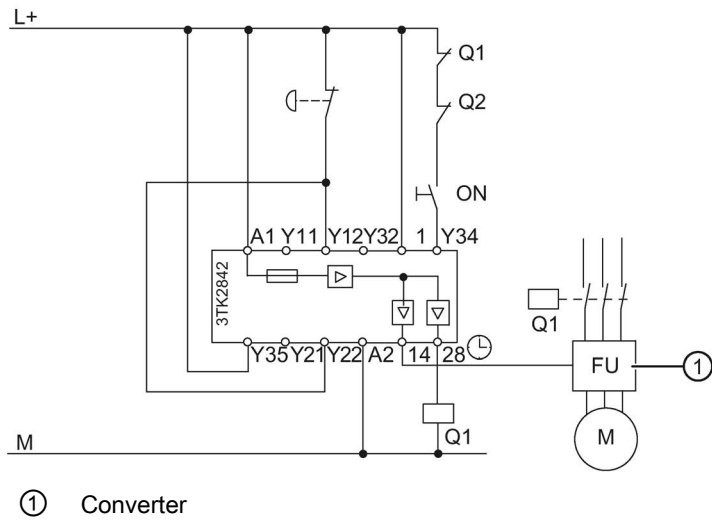 L+
Q1
Q2
ON
A1 Y11 Y12 Y32 1 Y34
3TK2842
Y35 Y21 Y22 A2 14 28
Q1
Q1
FU
1
M
M
1 Converter